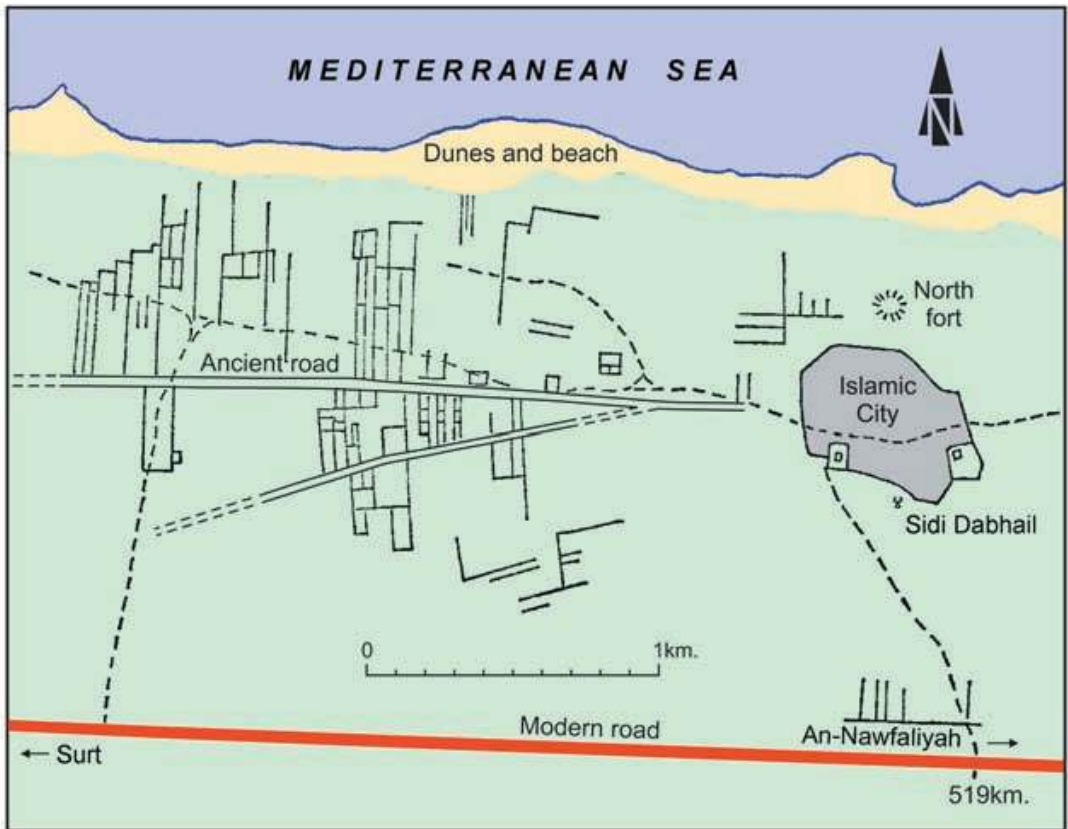 MEDITERRANEAN SEA
N
Dunes and beach
North
fort
Ancient road
Islamic
City
Sidi Dabhail
0 1km.
Modern road
An-Nawfaliyah →
← Surt
519km.